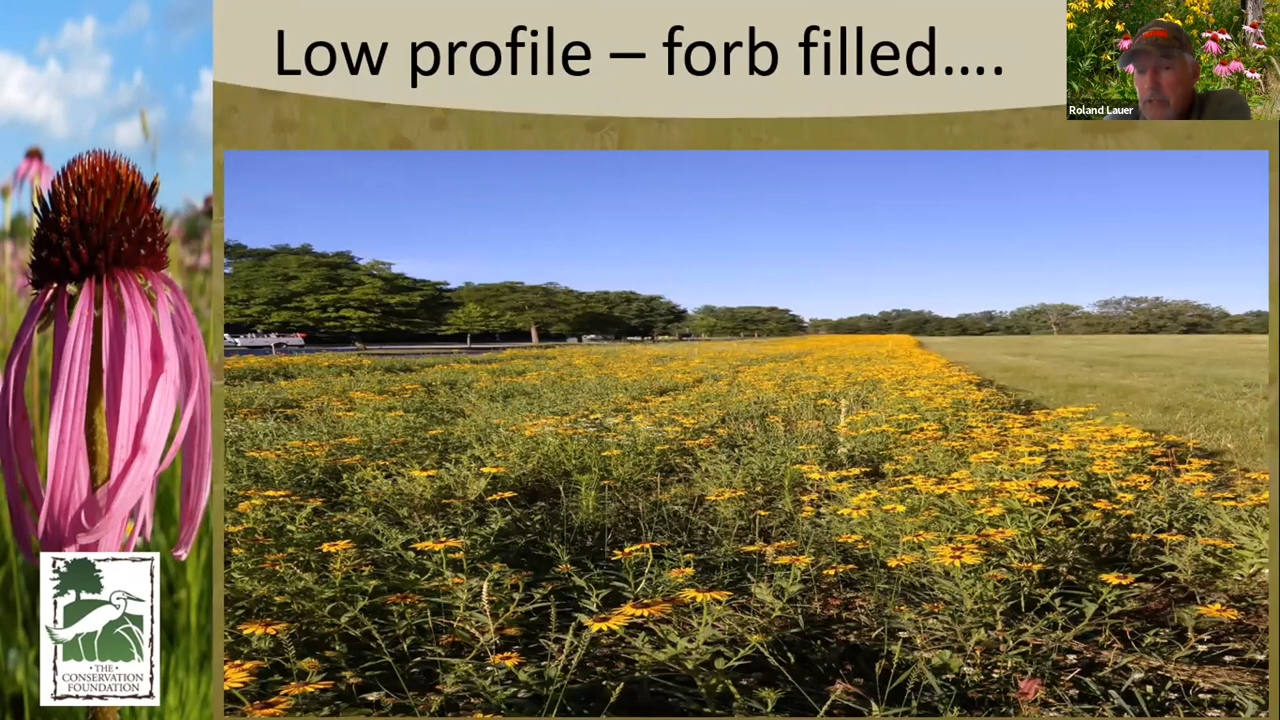 Low profile – forb filled….
Roland Lauer
• THE •
CONSERVATION
FOUNDATION